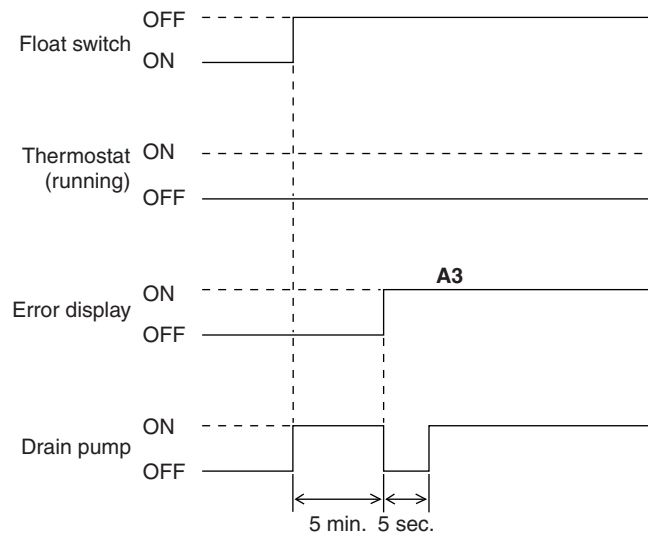 OFF
Float switch
ON
Thermostat ON
(running)
OFF
A3
ON
Error display
OFF
ON
Drain pump
OFF
5 min. 5 sec.